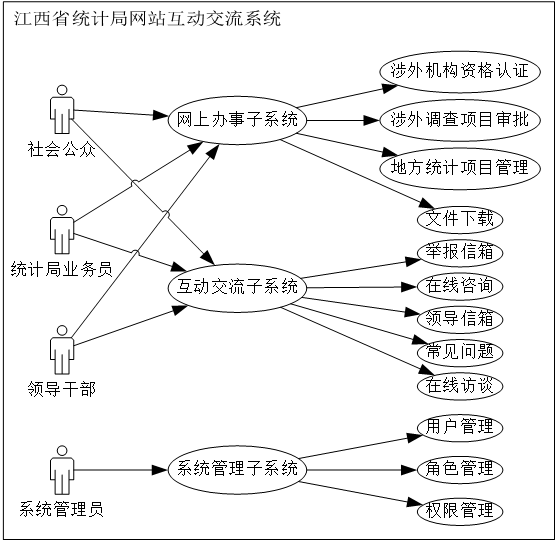 江西省统计局网站互动交流系统
社会公众
统计局业务员
领导干部
系统管理员
网上办事子系统
互动交流子系统
系统管理子系统
涉外机构资格认证
涉外调查项目审批
地方统计项目管理
文件下载
举报信箱
在线咨询
领导信箱
常见问题
在线访谈
用户管理
角色管理
权限管理